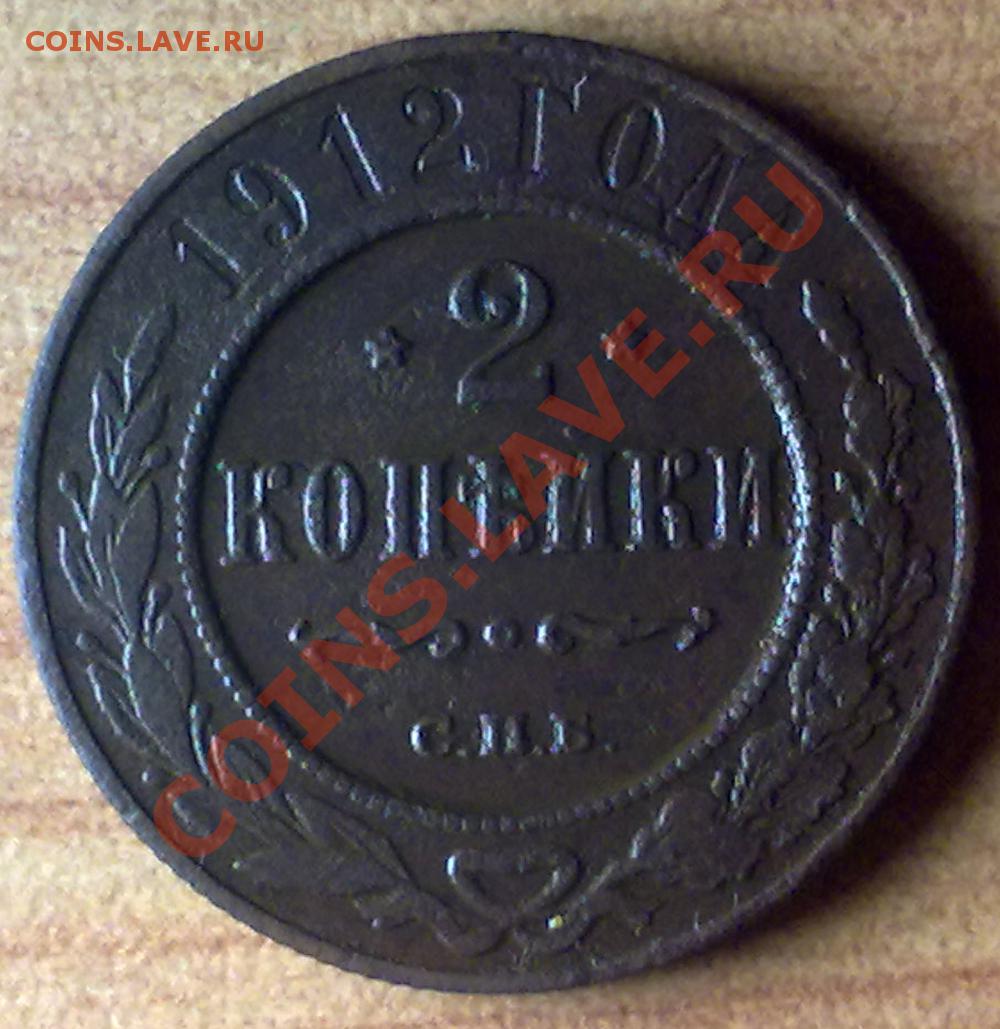 COINS.LAVE.RU
1912 ГОДА.
2
КОПѢЙКИ
С.П.Б.
COINS.LAVE.RU